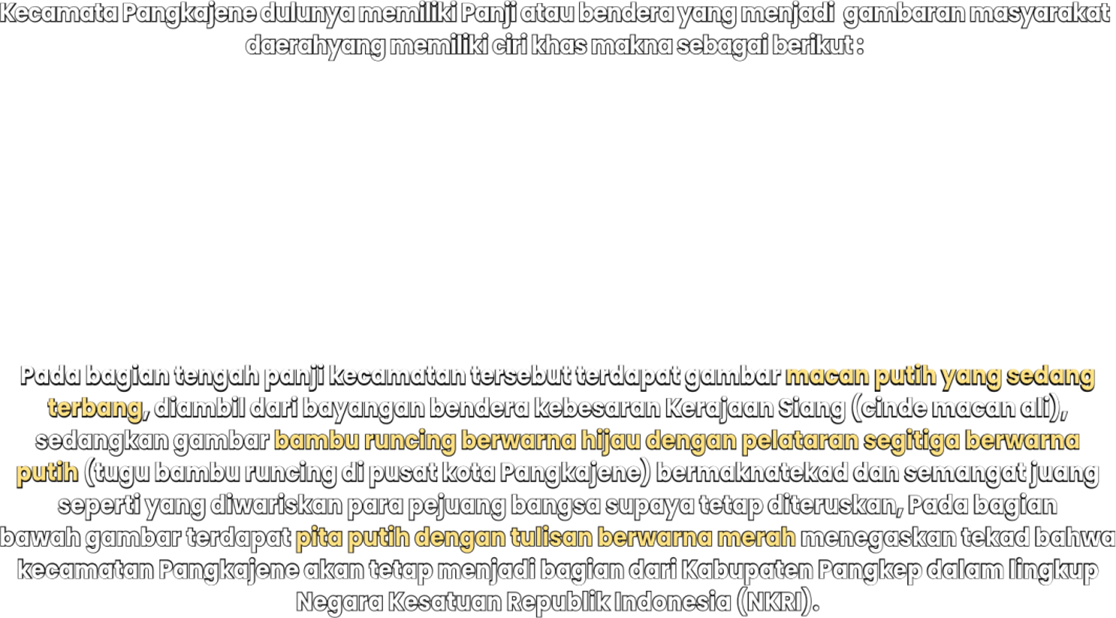 Kecamata Pangkajene dulunya memiliki Panji atau bendera yang menjadi gambaran masyarakat
daerahyang memiliki ciri khas makna sebagai berikut :
Pada bagian tengah panji kecamatan tersebut terdapat gambar macan putih yang sedang
terbang, diambil dari bayangan bendera kebesaran Kerajaan Siang (cinde macan ali),
sedangkan gambar bambu runcing berwarna hijau dengan pelataran segitiga berwarna
putih (tugu bambu runcing di pusat kota Pangkajene) bermaknatekad dan semangat juang
seperti yang diwariskan para pejuang bangsa supaya tetap diteruskan, Pada bagian
bawah gambar terdapat pita putih dengan tulisan berwarna merah menegaskan tekad bahwa
kecamatan Pangkajene akan tetap menjadi bagian dari Kabupaten Pangkep dalam lingkup
Negara Kesatuan Republik Indonesia (NKRI).